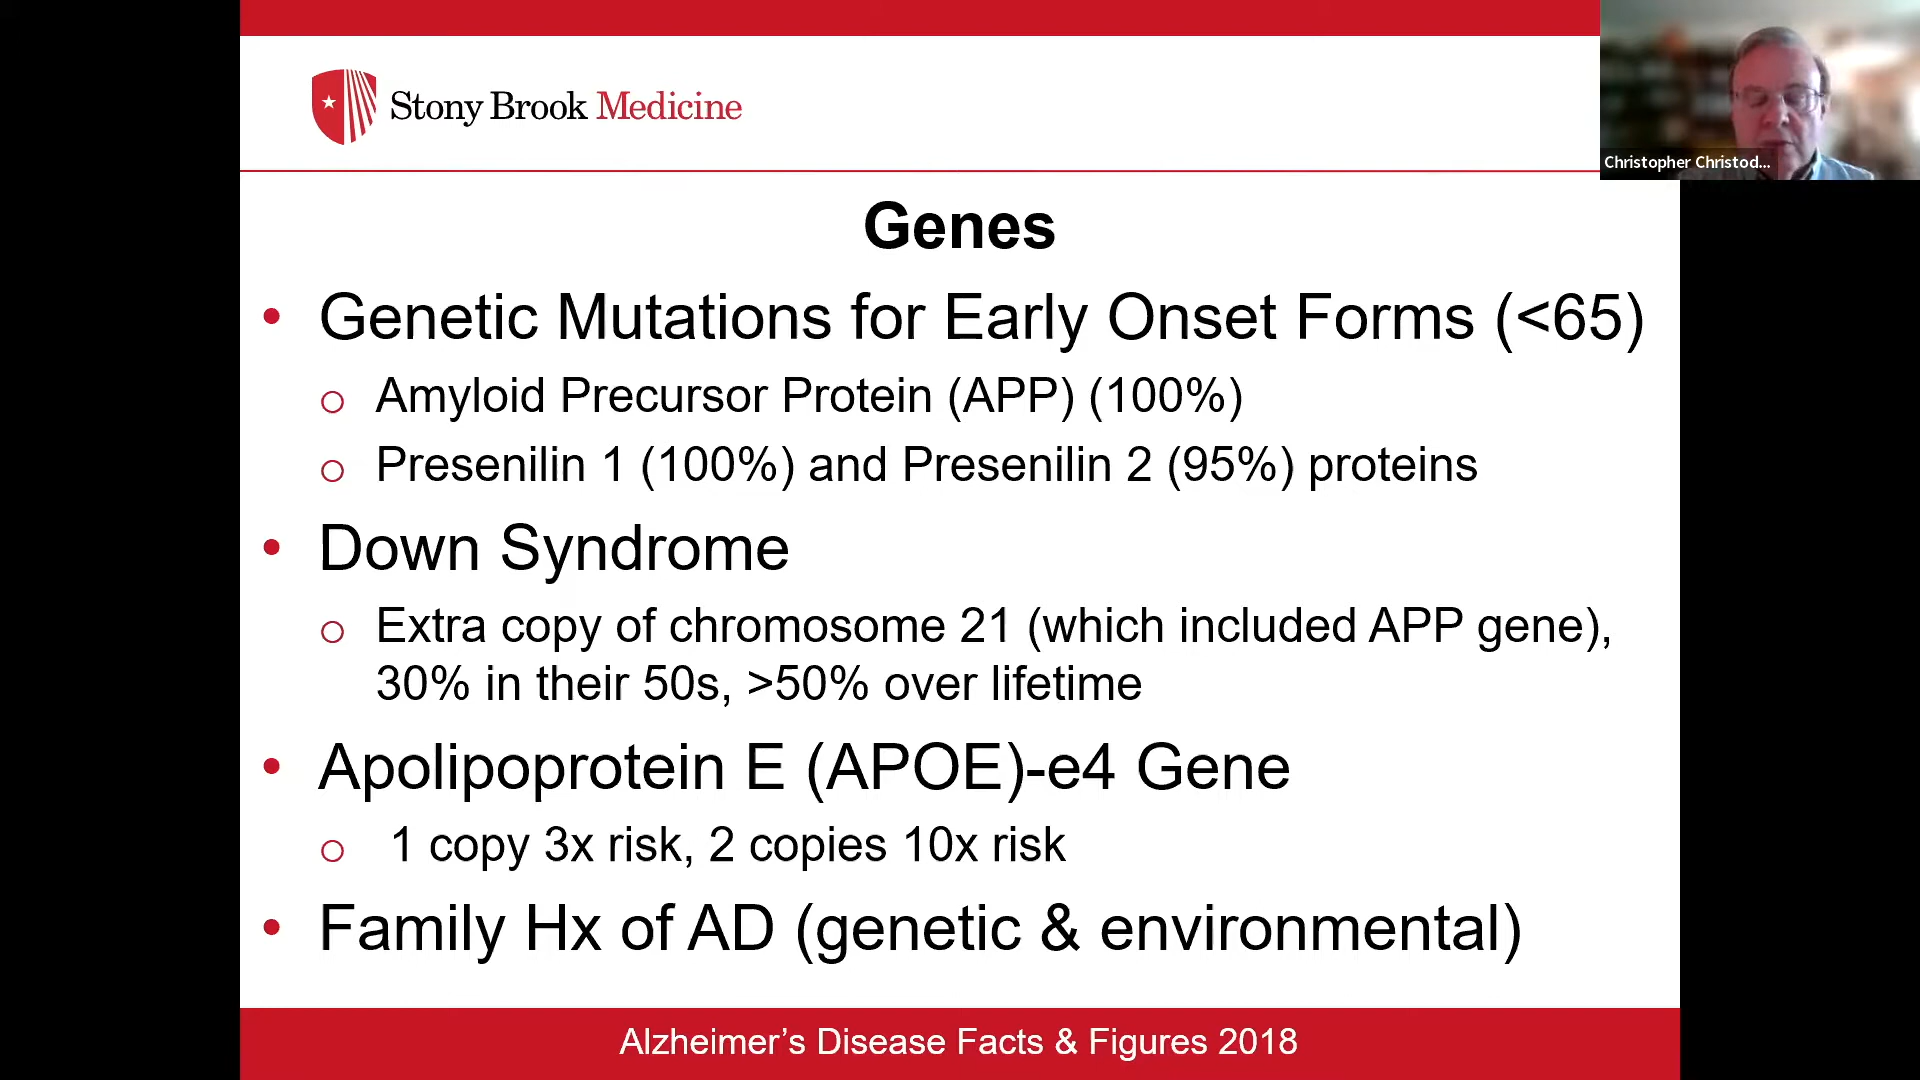 Stony Brook Medicine
Christopher Christod...
Genes
• Genetic Mutations for Early Onset Forms (<65)
o Amyloid Precursor Protein (APP) (100%)
o Presenilin 1 (100%) and Presenilin 2 (95%) proteins
• Down Syndrome
o Extra copy of chromosome 21 (which included APP gene),
30% in their 50s, >50% over lifetime
• Apolipoprotein E (APOE)-e4 Gene
o 1 copy 3x risk, 2 copies 10x risk
• Family Hx of AD (genetic & environmental)
Alzheimer’s Disease Facts & Figures 2018